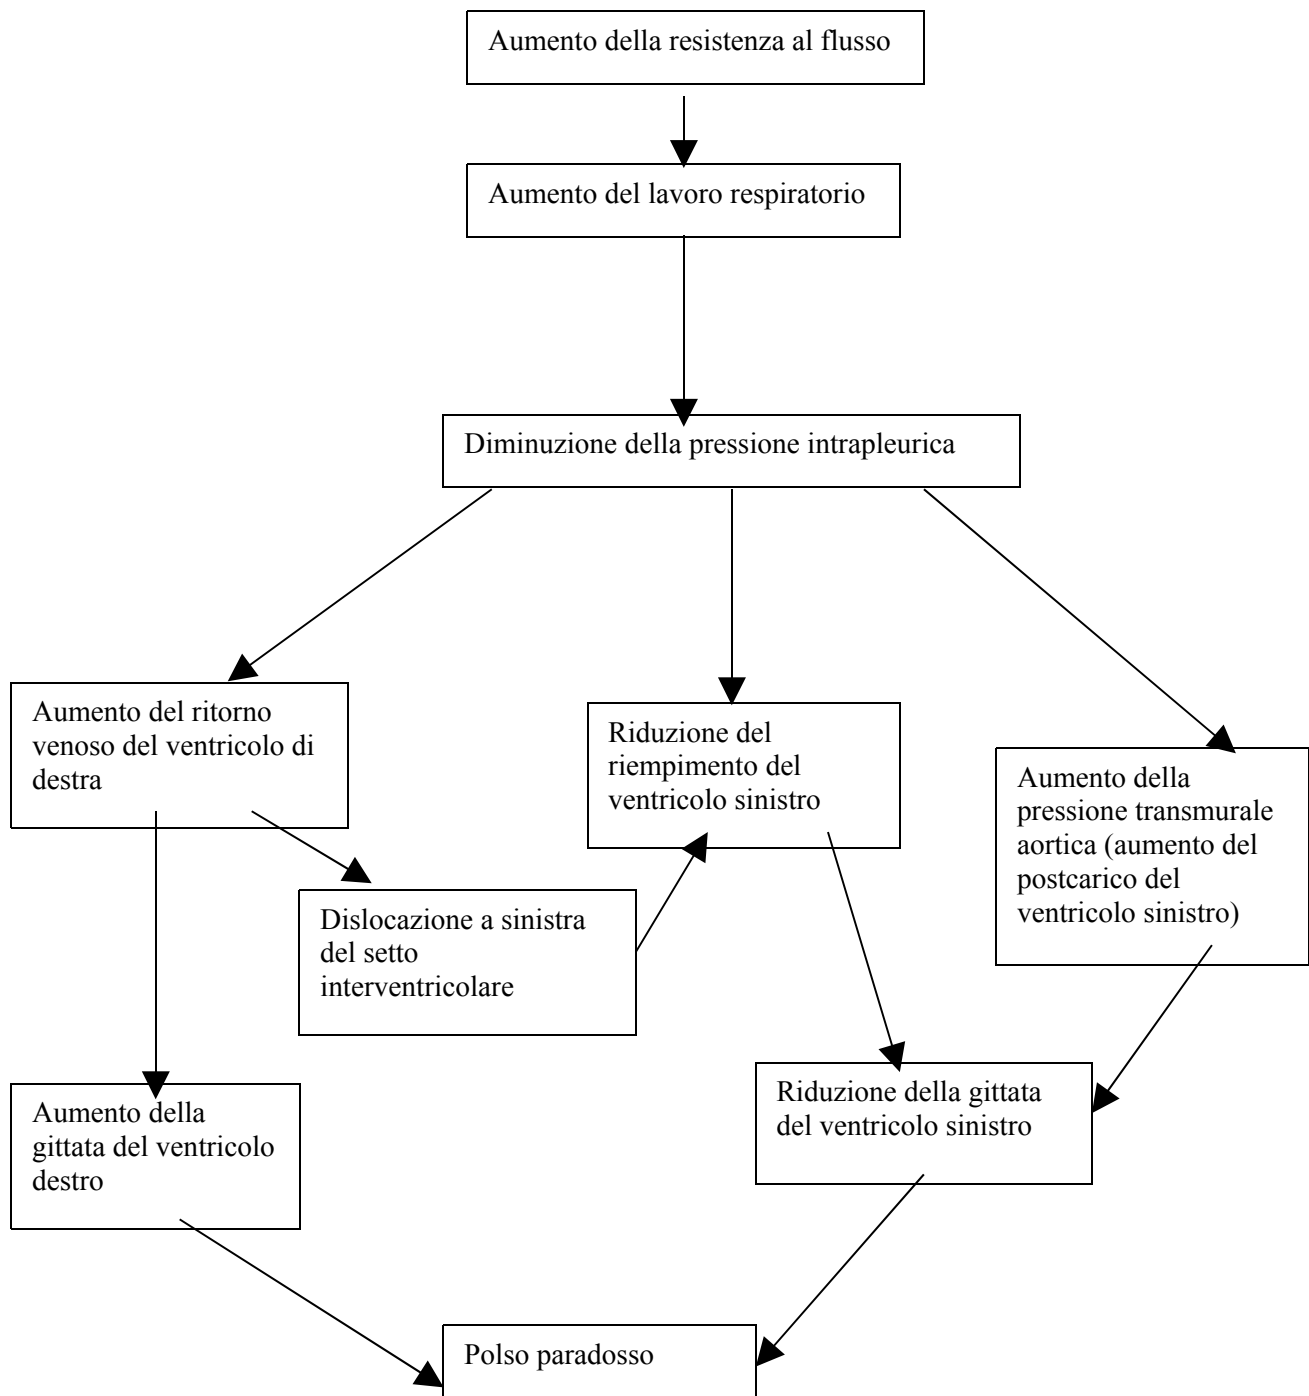 Aumento della resistenza al flusso
Aumento del lavoro respiratorio
Diminuzione della pressione intrapleurica
Aumento del ritorno
venoso del ventricolo di
destra
Riduzione del
riempimento del
ventricolo sinistro
Aumento della
pressione transmurale
aortica (aumento del
postcarico del
ventricolo sinistro)
Dislocazione a sinistra
del setto
interventricolare
Aumento della
gittata del ventricolo
destro
Riduzione della gittata
del ventricolo sinistro
Polso paradosso